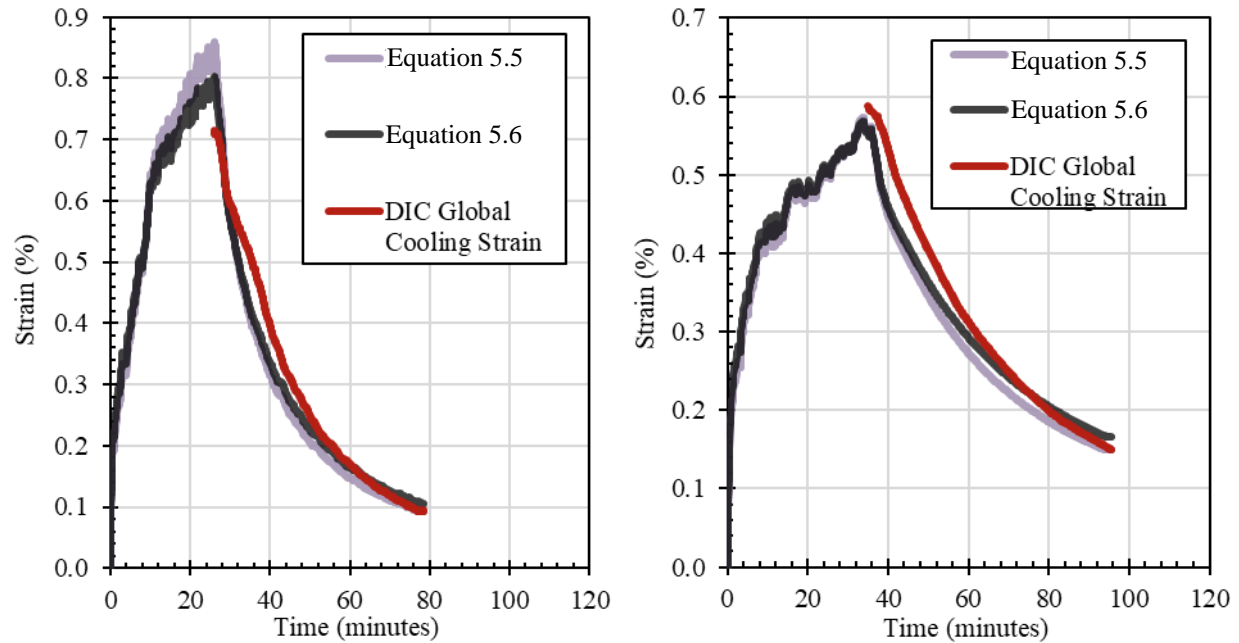 0.9
0.8
0.7
0.6
0.5
0.4
0.3
0.2
0.1
0.0
Strain (%)
0 20 40 60 80 100 120
Time (minutes)
Equation 5.5
Equation 5.6
DIC Global
Cooling Strain
0.7
0.6
0.5
0.4
0.3
0.2
0.1
0.0
Strain (%)
0 20 40 60 80 100 120
Time (minutes)
Equation 5.5
Equation 5.6
DIC Global
Cooling Strain